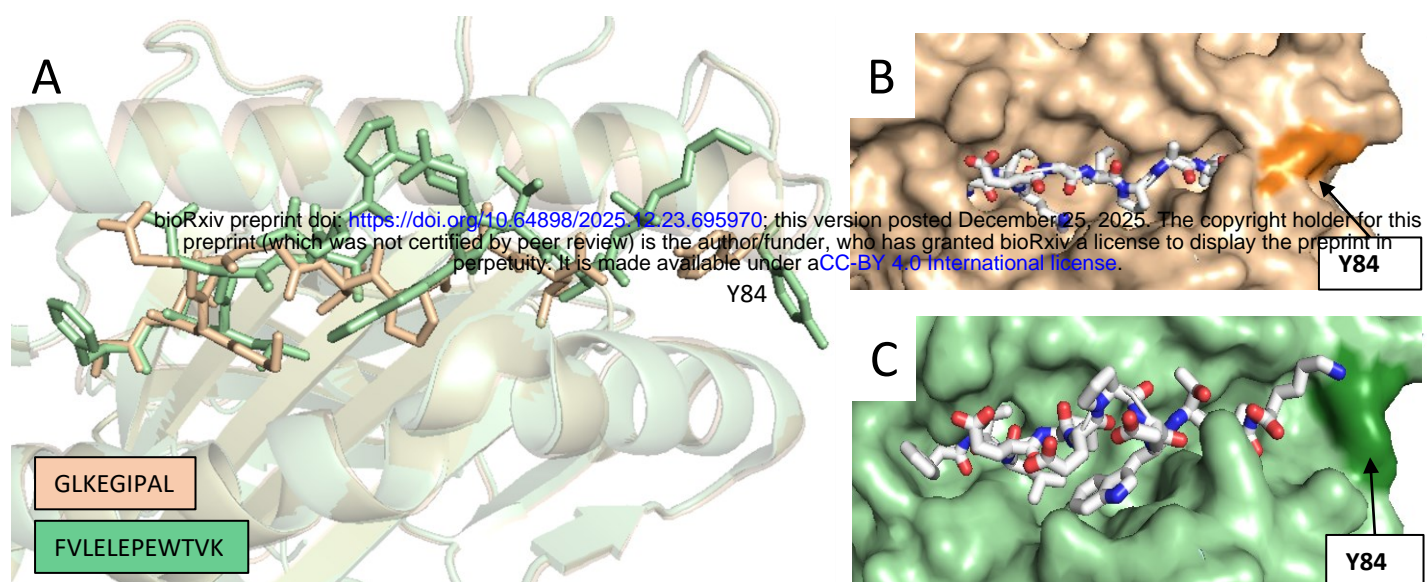 A
B
bioRxiv preprint doi: https://doi.org/10.64898/2025.12.23.695970; this version posted December 25, 2025. The copyright holder for this
preprint (which was not certified by peer review) is the author/funder, who has granted bioRxiv a license to display the preprint in
perpetuity. It is made available under aCC-BY 4.0 International license.
Y84
Y84
C
GLKEGIPAL
FVLELEPEWTVK
Y84